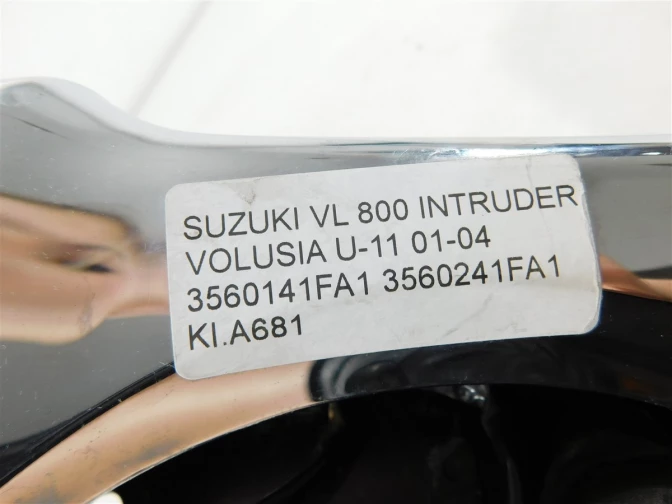 SUZUKI VL 800 INTRUDER
VOLUSIA U-11 01-04
3560141FA1 3560241FA1
KI.A681